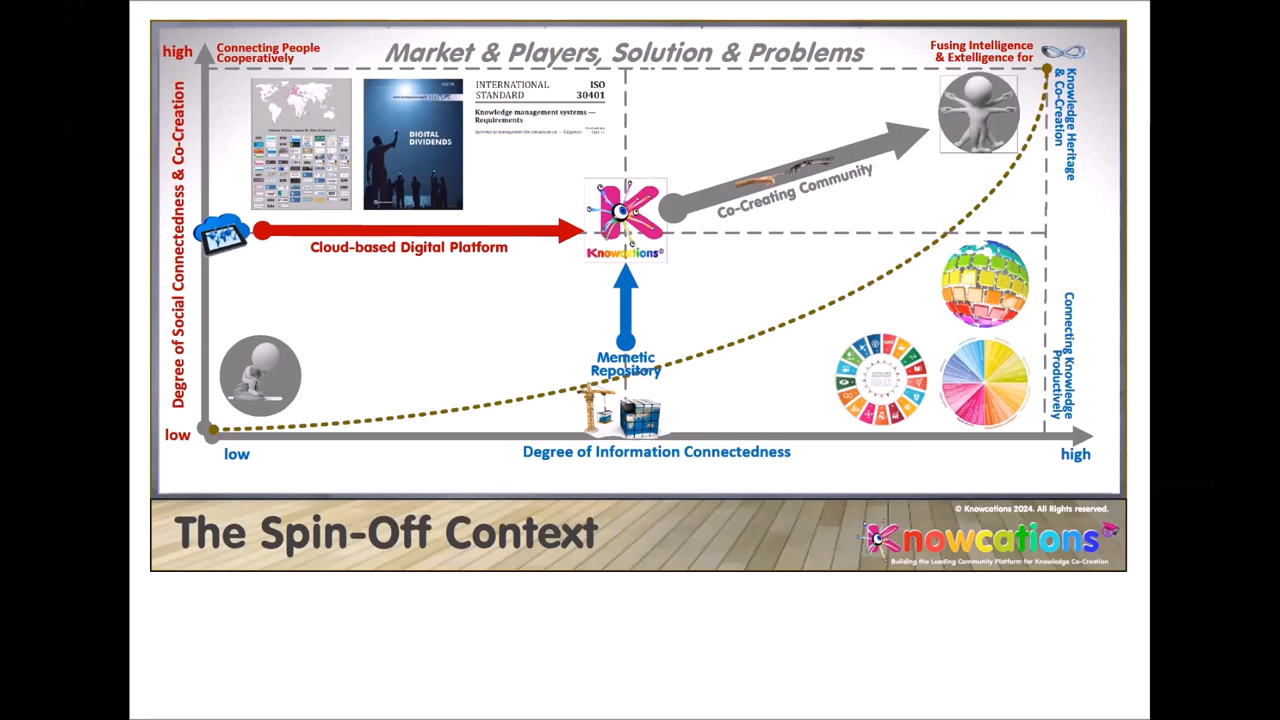 Market & Players, Solution & Problems
high
Connecting People
Cooperatively
Fusing Intelligence
& Extelligence for
Knowledge Heritage
& Co-Creation
Degree of Social Connectedness & Co-Creation
DIGITAL
DIVIDENDS
INTERNATIONAL
STANDARD
ISO
30401
Knowledge management systems —
Requirements
Co-Creating Community
Cloud-based Digital Platform
Knowcations®
Memetic
Repository
Connecting Knowledge
Productively
low
low
Degree of Information Connectedness
high
The Spin-Off Context
© Knowcations 2024. All Rights reserved.
Knowcations
Building the Leading Community Platform for Knowledge Co-Creation